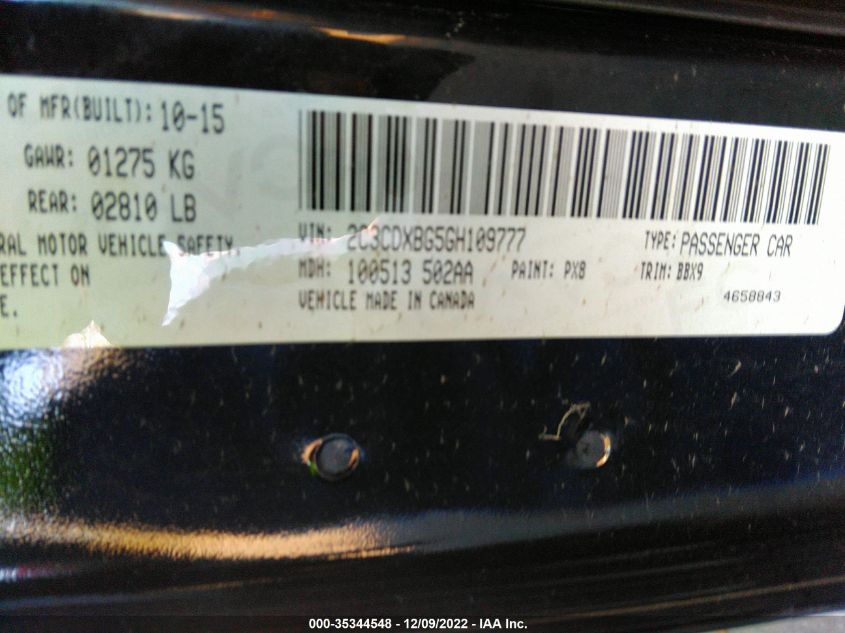 OF MFR(BUILT): 10-15
GAWR: 01275 KG
REAR: 02810 LB
RAL MOTOR VEHICLE SAFETY
EFFECT ON
E.
VIN: 2C3CDXBG5GH109777
TYPE: PASSENGER CAR
MDH: 100513 502AA PAINT: PX8 TRIM: BBX9
VEHICLE MADE IN CANADA
4658843
000-35344548 - 12/09/2022 - IAA Inc.